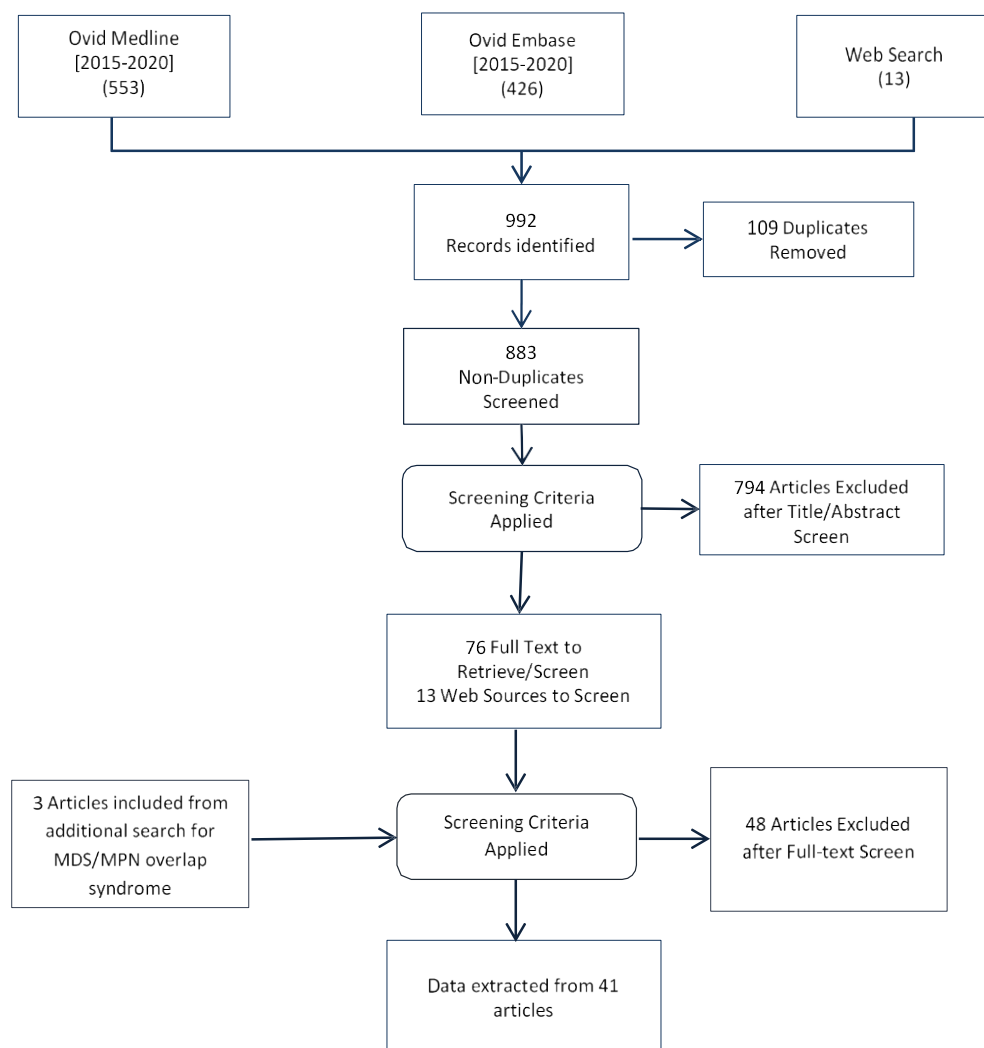 Ovid Medline
[2015-2020]
(553)
Ovid Embase
[2015-2020]
(426)
Web Search
(13)
992
Records identified
109 Duplicates
Removed
883
Non-Duplicates
Screened
Screening Criteria
Applied
794 Articles Excluded
after Title/Abstract
Screen
76 Full Text to
Retrieve/Screen
13 Web Sources to Screen
3 Articles included from
additional search for
MDS/MPN overlap
syndrome
Screening Criteria
Applied
48 Articles Excluded
after Full-text Screen
Data extracted from 41
articles